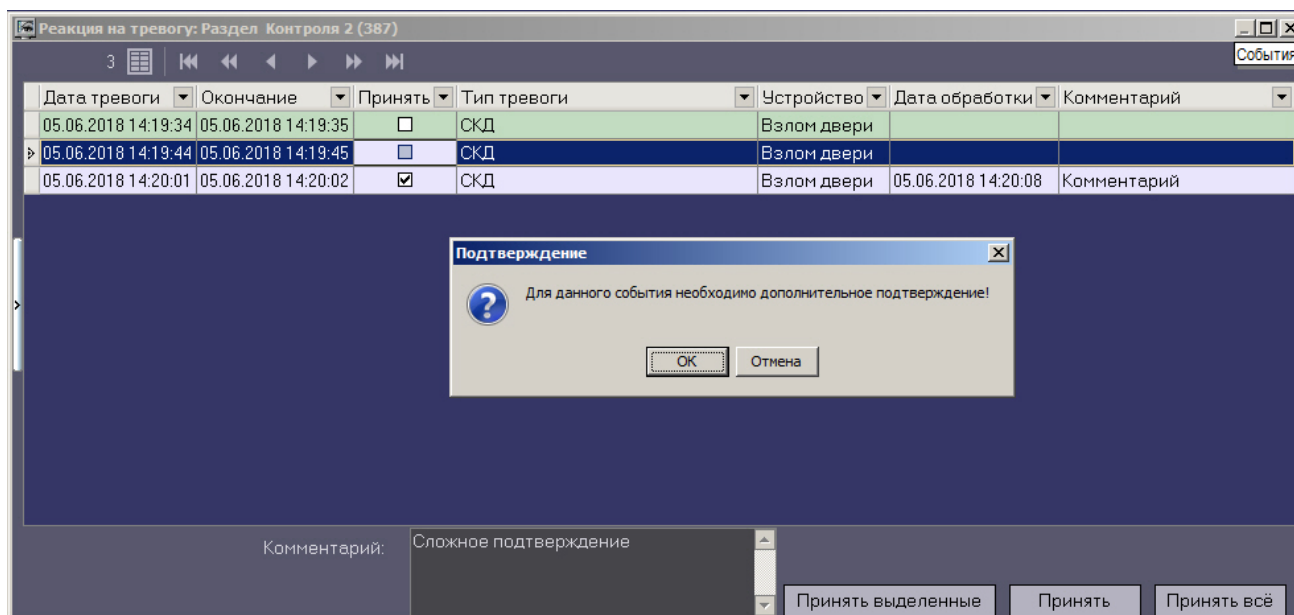 Реакция на тревогу: Раздел Контроля 2 (387)
События
3
Дата тревоги Окончание Принять Тип тревоги Устройство Дата обработки Комментарий
05.06.2018 14:19:34 05.06.2018 14:19:35 СКД Взлом двери
05.06.2018 14:19:44 05.06.2018 14:19:45 СКД Взлом двери
05.06.2018 14:20:01 05.06.2018 14:20:02 СКД Взлом двери 05.06.2018 14:20:08 Комментарий
Подтверждение
Для данного события необходимо дополнительное подтверждение!
OK Отмена
Комментарий: Сложное подтверждение
Принять выделенные Принять Принять всё